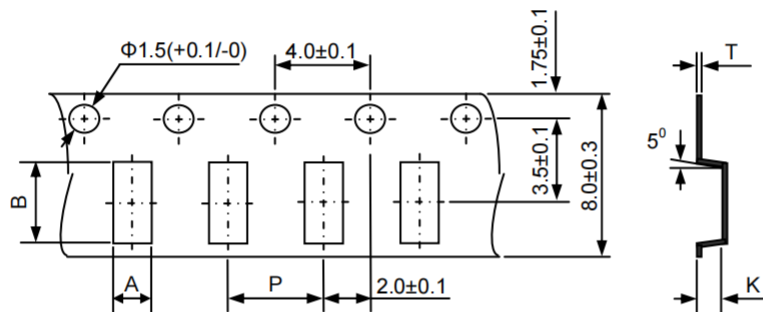 Φ1.5(+0.1/-0)
4.0±0.1
1.75±0.1
T
5⁰
3.5±0.1
8.0±0.3
B
A
P
2.0±0.1
K